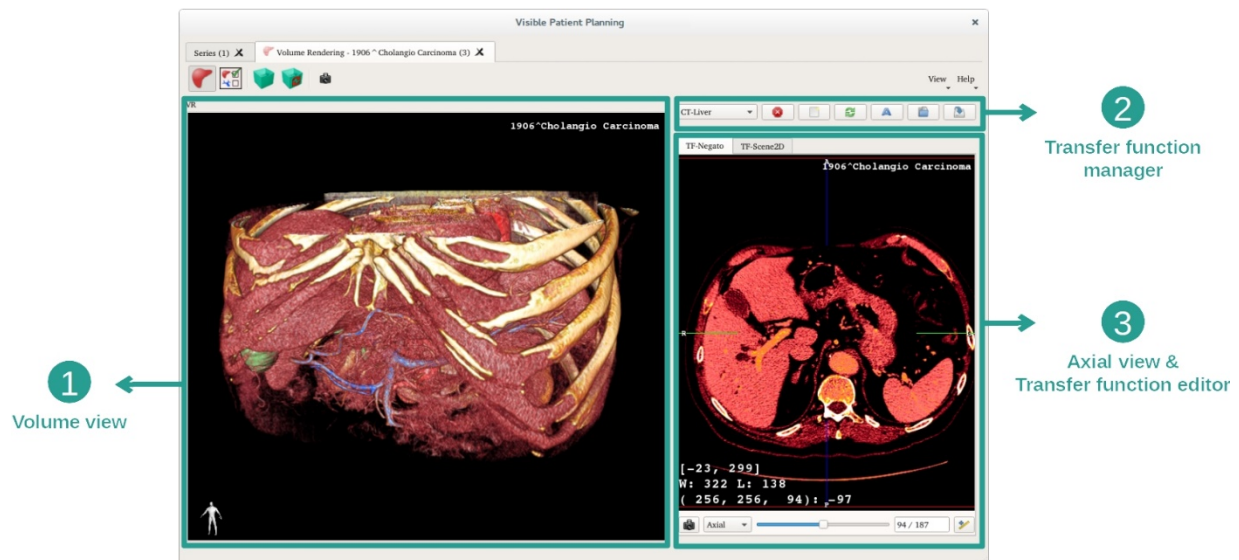 Visible Patient Planning
Series (1)
Volume Rendering - 1906 ^ Cholangio Carcinoma (3)
View Help
VR
1906^Cholangio Carcinoma
CT-Liver
TF-Negato TF-Scene2D
1906^Cholangio Carcinoma
A
R
[-23, 299]
W: 322 L: 138
( 256, 256, 94): -97
P
Axial
94 / 187
1
Volume view
2
Transfer function
manager
3
Axial view &
Transfer function editor